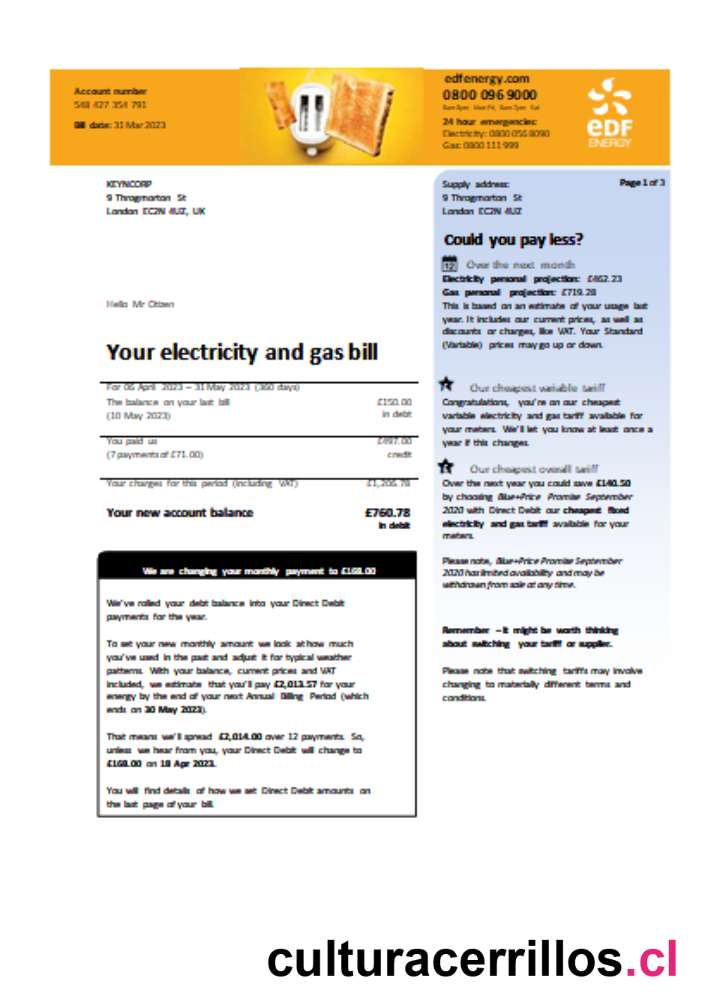 Account number
548 427 354 791
Bill date: 31 Mar 2023
edfenergy.com
0800 096 9000
8am-8pm Mon-Fri, 8am-2pm Sat
24 hour emergencies:
Electricity: 0800 056 8090
Gas: 0800 111 999
eDF
ENERGY
KEYNCORP
9 Throgmorton St
London EC2N 4UZ, UK
Hello Mr Citizen
Your electricity and gas bill
For 06 April 2023 – 31 May 2023 (360 days)
The balance on your last bill £150.00
(10 May 2023) in debt
You paid us £497.00
(7 payments of £71.00) credit
Your charges for this period (including VAT) £1,206.78
Your new account balance £760.78
in debt
We are changing your monthly payment to £168.00
We've rolled your debt balance into your Direct Debit
payments for the year.
To set your new monthly amount we look at how much
you've used in the past and adjust it for typical weather
patterns. With your balance, current prices and VAT
included, we estimate that you'll pay £2,013.57 for your
energy by the end of your next Annual Billing Period (which
ends on 30 May 2023).
That means we'll spread £2,014.00 over 12 payments. So,
unless we hear from you, your Direct Debit will change to
£168.00 on 18 Apr 2023.
You will find details of how we set Direct Debit amounts on
the last page of your bill.
Supply address: Page 1 of 3
9 Throgmorton St
London EC2N 4UZ
Could you pay less?
12 Over the next month
Electricity personal projection: £462.23
Gas personal projection: £719.28
This is based on an estimate of your usage last
year. It includes our current prices, as well as
discounts or charges, like VAT. Your Standard
(Variable) prices may go up or down.
Our cheapest variable tariff
Congratulations, you're on our cheapest
variable electricity and gas tariff available for
your meters. We'll let you know at least once a
year if this changes.
£ Our cheapest overall tariff
Over the next year you could save £140.50
by choosing Blue+Price Promise September
2020 with Direct Debit our cheapest fixed
electricity and gas tariff available for your
meters.
Please note, Blue+Price Promise September
2020 has limited availability and may be
withdrawn from sale at any time.
Remember – it might be worth thinking
about switching your tariff or supplier.
Please note that switching tariffs may involve
changing to materially different terms and
conditions.
culturacerrillos.cl